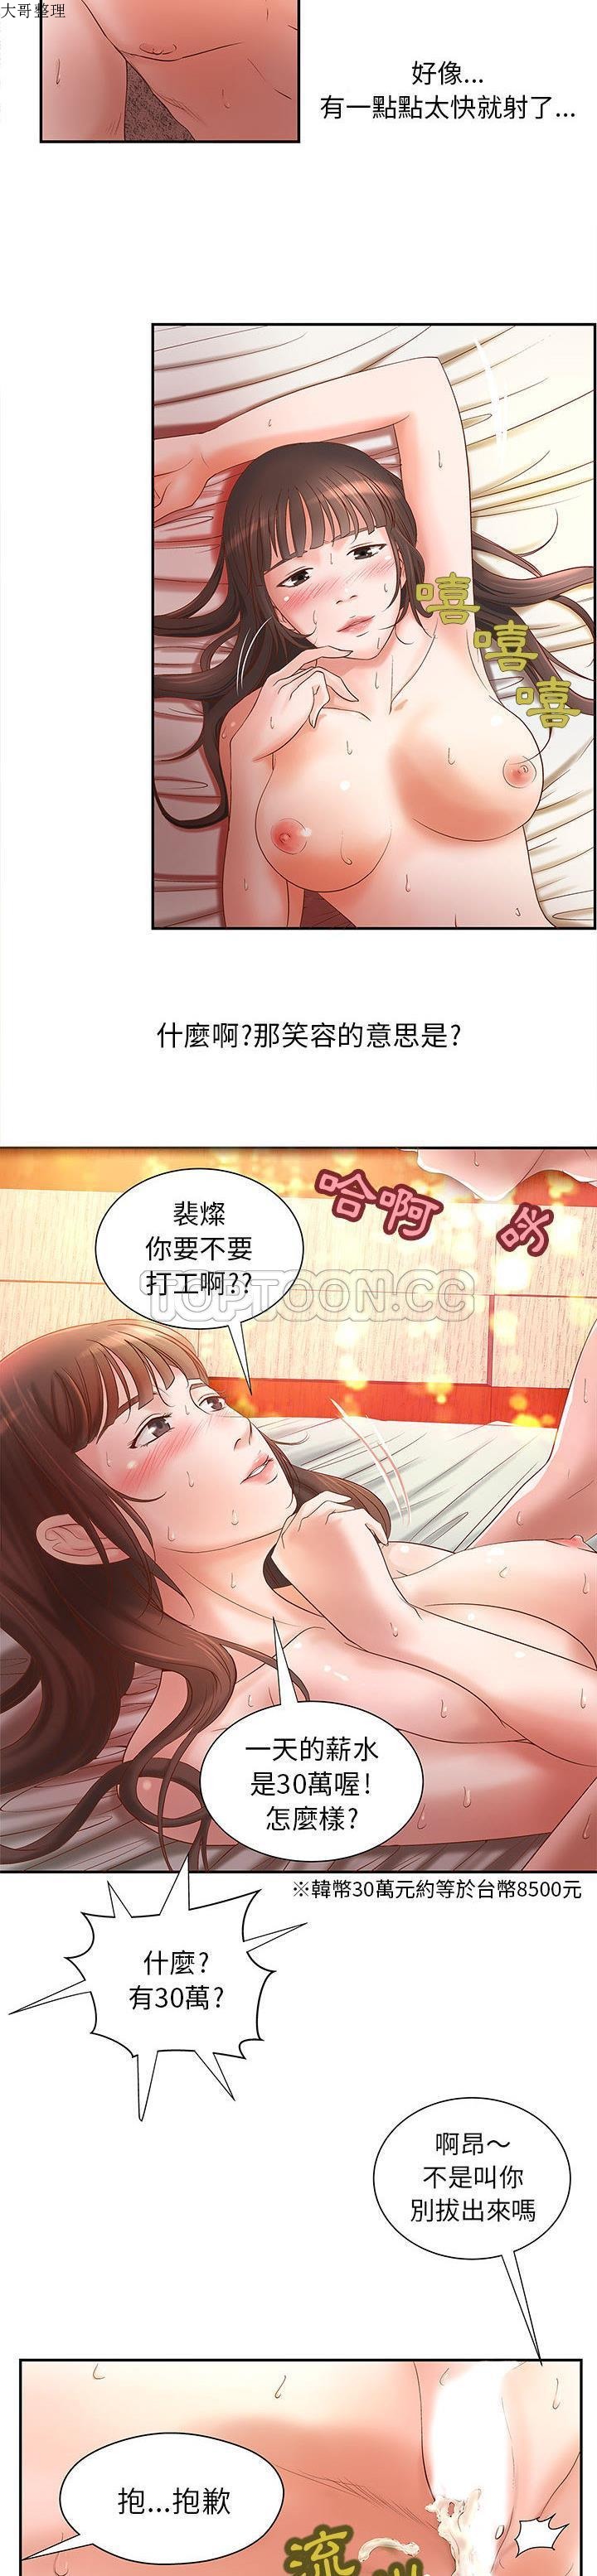 大哥整理
好像...
有一點點太快就射了...
嘻
嘻
嘻
什麼啊?那笑容的意思是?
哈啊
呼
裴燦
你要不要
打工啊??
TOPTOON.CC
一天的薪水
是30萬喔!
怎麼樣?
※韓幣30萬元約等於台幣8500元
什麼?
有30萬?
啊昂～
不是叫你
別拔出來嗎
抱...抱歉
流